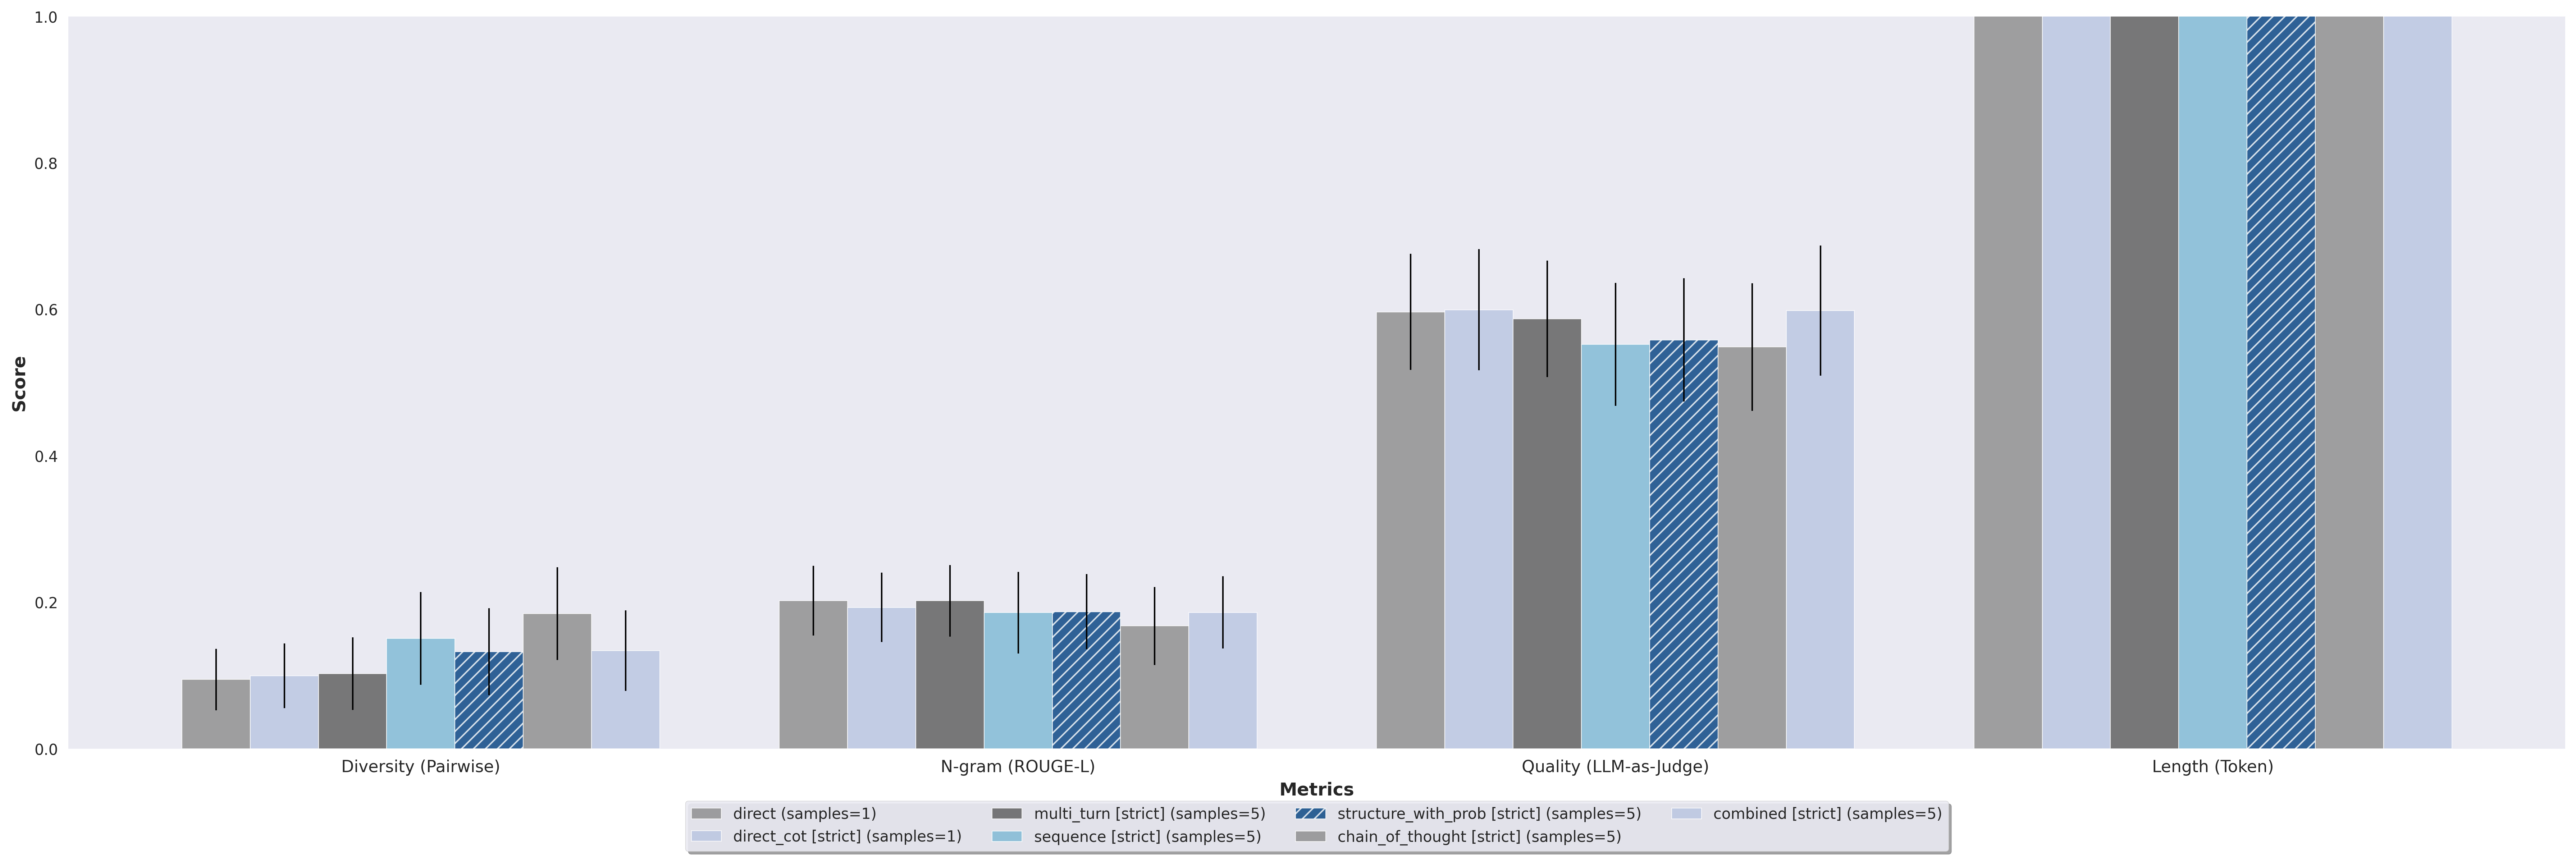 1.0
0.8
0.6
0.4
0.2
0.0
Score
Diversity (Pairwise)
N-gram (ROUGE-L)
Quality (LLM-as-Judge)
Length (Token)
Metrics
direct (samples=1)
direct_cot [strict] (samples=1)
multi_turn [strict] (samples=5)
sequence [strict] (samples=5)
structure_with_prob [strict] (samples=5)
chain_of_thought [strict] (samples=5)
combined [strict] (samples=5)